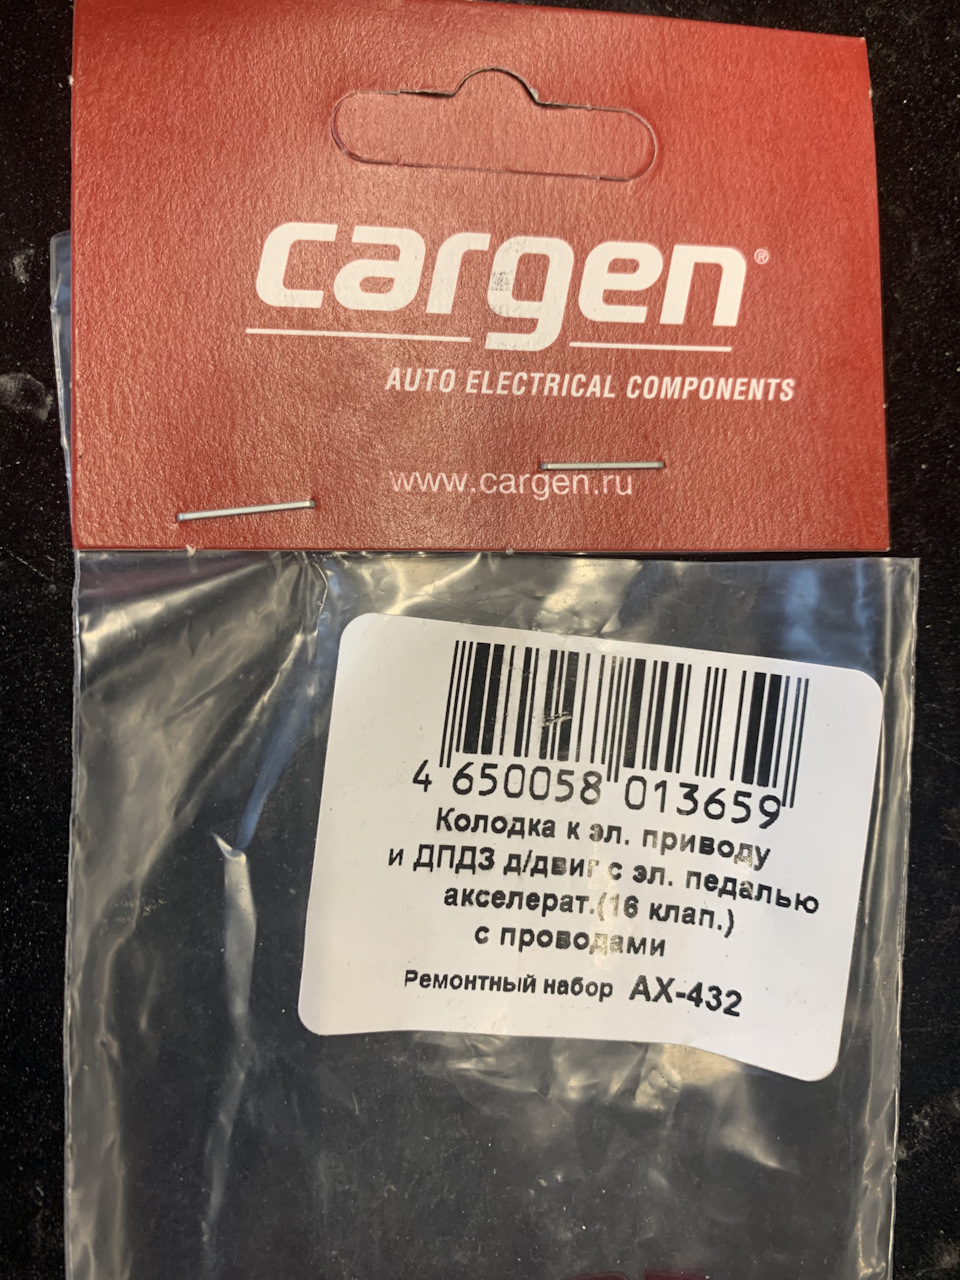 cargen®
AUTO ELECTRICAL COMPONENTS
www.cargen.ru
4 650058 013659
Колодка к эл. приводу
и ДПДЗ д/двиг с эл. педалью
акселерат.(16 клап.)
с проводами
Ремонтный набор АХ-432